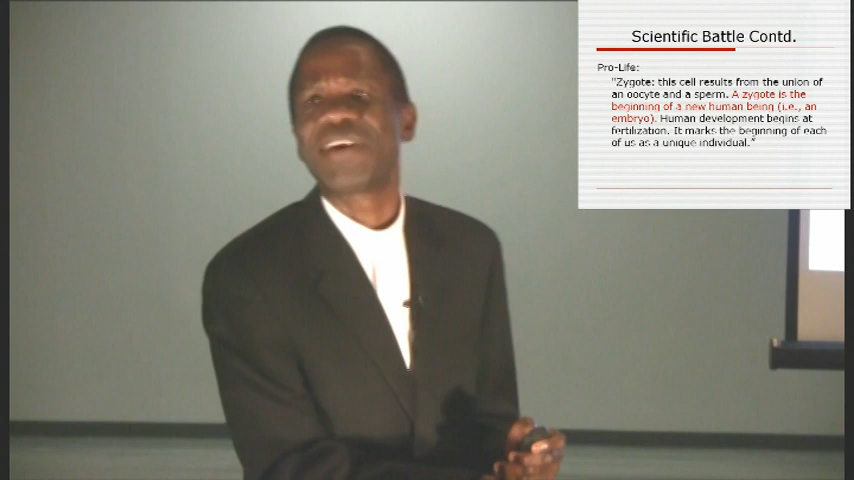 Scientific Battle Contd.
Pro-Life:
"Zygote: this cell results from the union of
an oocyte and a sperm. A zygote is the
beginning of a new human being (i.e., an
embryo). Human development begins at
fertilization. It marks the beginning of each
of us as a unique individual."